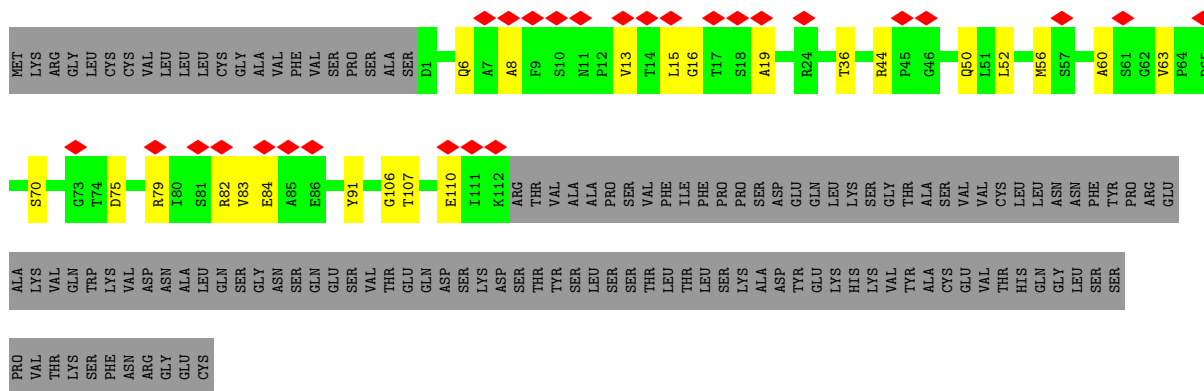 MET LYS ARG GLY LEU CYS CYS VAL LEU LEU LEU CYS GLY ALA VAL PHE VAL SER PRO SER ALA SER D1 Q6 A7 A8 F9 S10 N11 P12 V13 T14 L15 G16 T17 S18 A19 R24 T36 R44 P45 G46 Q50 L51 L52 M56 S57 A60 S61 G62 V63 P64
S70 G73 T74 D75 R79 I80 S81 R82 V83 E84 A85 E86 Y91 G106 T107 E110 I111 K112 ARG THR VAL ALA ALA PRO SER VAL PHE ILE PHE PRO PRO SER ASP GLU GLN LEU LYS SER GLY THR ALA SER VAL VAL CYS LEU LEU ASN ASN PHE TYR PRO ARG GLU
ALA LYS VAL GLN TRP LYS VAL ASP ASN ALA LEU GLN SER GLY ASN SER GLN GLU SER VAL THR GLU GLN ASP SER LYS ASP SER THR TYR SER LEU SER SER THR LEU THR LEU SER LYS ALA ASP TYR GLU LYS HIS LYS VAL TYR ALA CYS GLU VAL THR HIS GLN GLY LEU SER SER
PRO VAL THR LYS SER PHE ASN ARG GLY GLU CYS